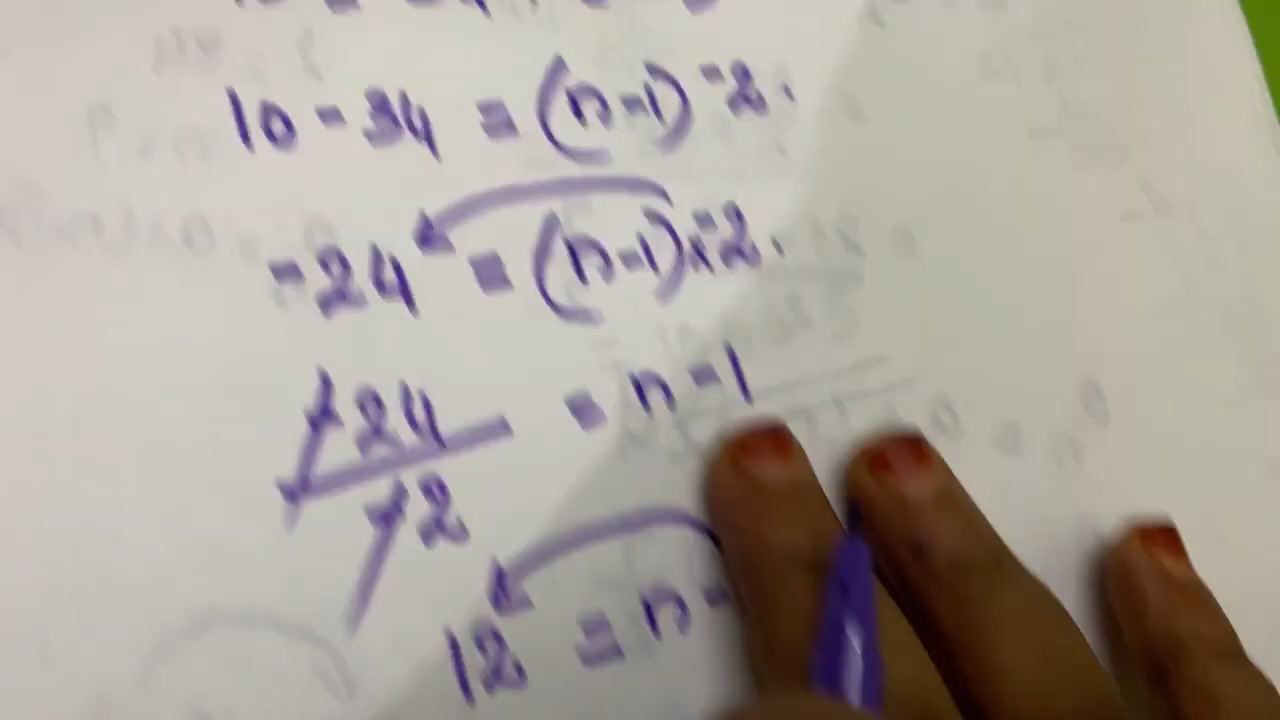 10 - 34 = (n-1) -2.
-24 = (n-1)x-2.
-24/-2 = n-1
12 = n-